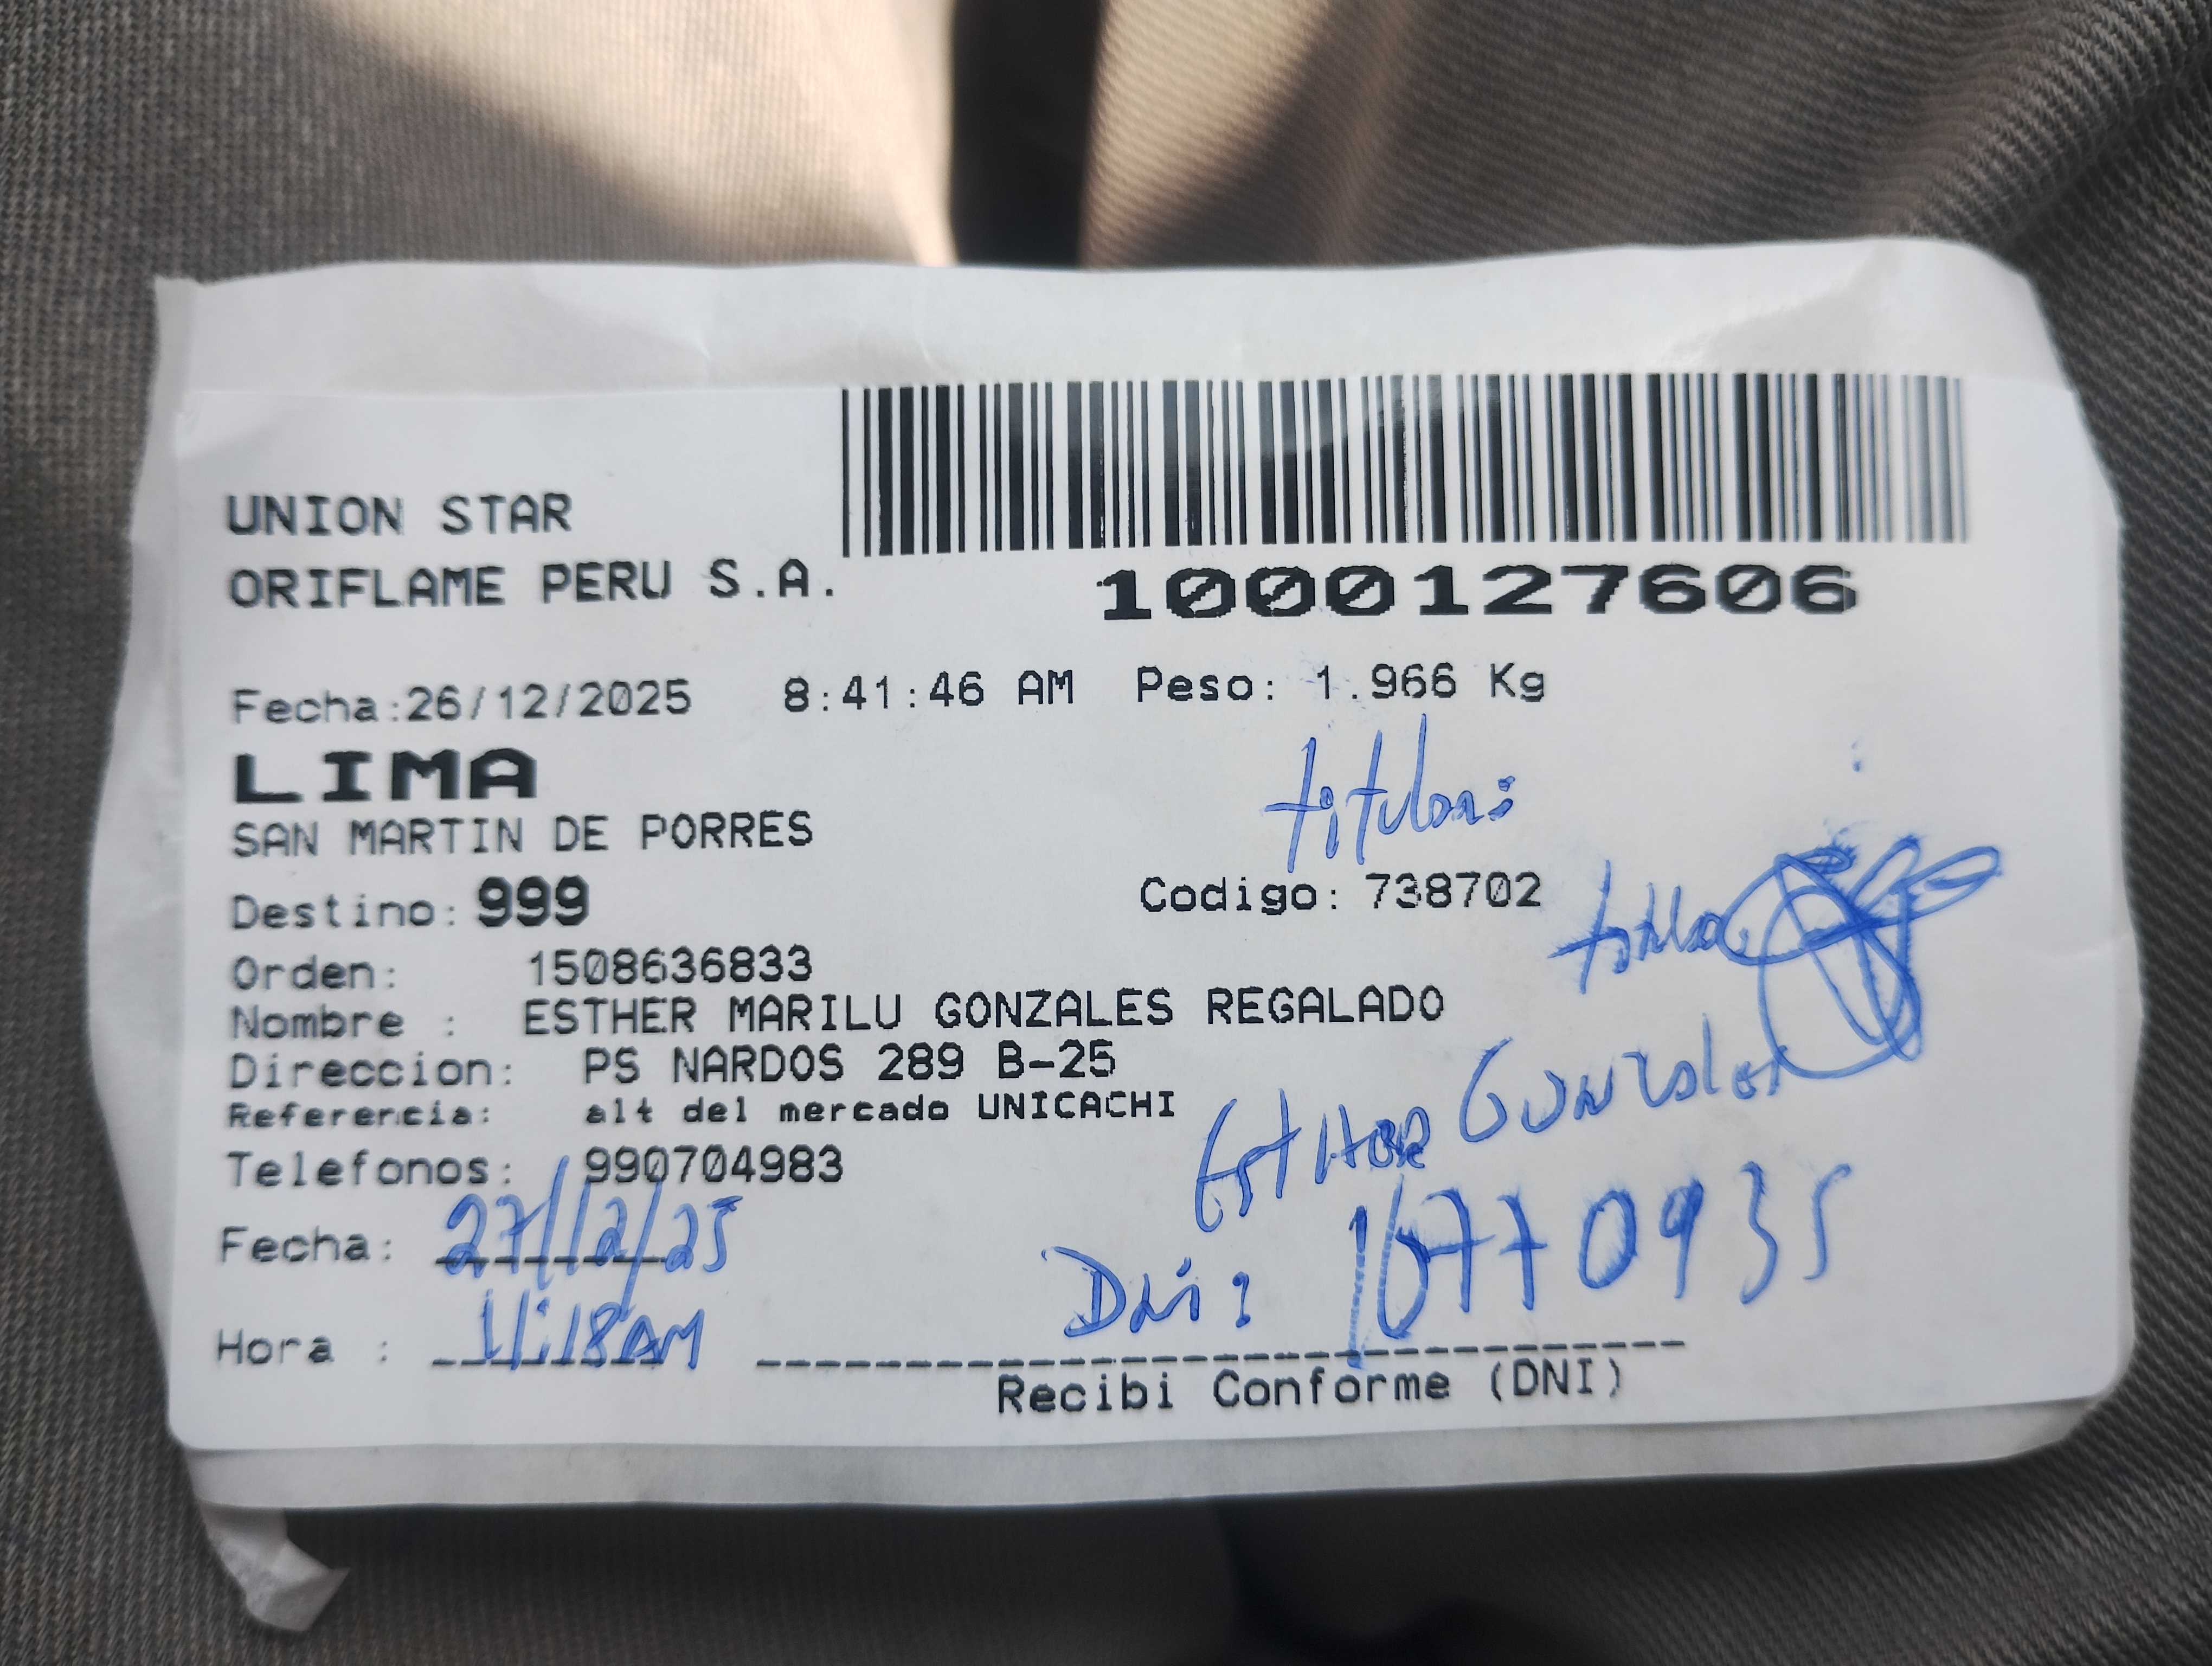 UNION STAR
ORIFLAME PERU S.A.
1000127606
Fecha:26/12/2025 8:41:46 AM Peso: 1.966 Kg
LIMA
titular:
SAN MARTIN DE PORRES
Destino: 999 Codigo: 738702
titular
Orden: 1508636833
Nombre : ESTHER MARILU GONZALES REGALADO
Direccion: PS NARDOS 289 B-25
Referencia: alt del mercado UNICACHI
EstHer Gonzales
Telefonos: 990704983
Fecha: 27/12/25
Dni: 16770935
Hora : 11:18AM
Recibi Conforme (DNI)